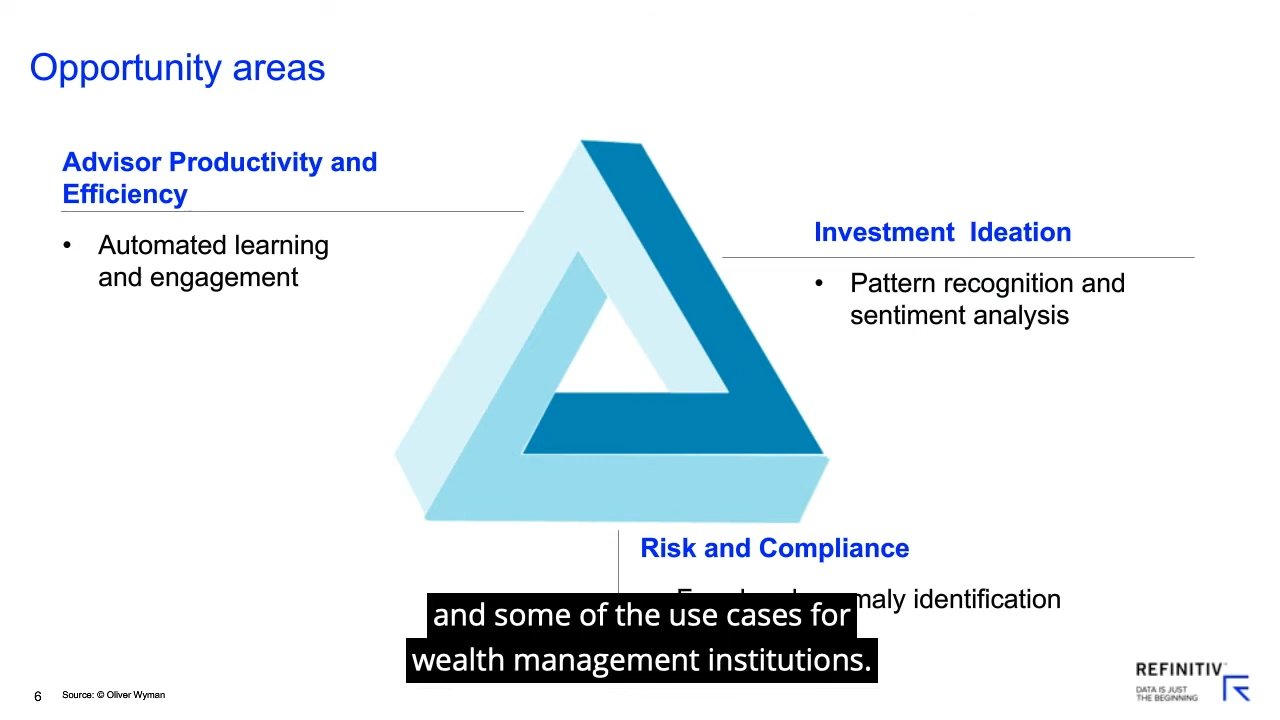 Opportunity areas
Advisor Productivity and
Efficiency
• Automated learning
and engagement
Investment Ideation
• Pattern recognition and
sentiment analysis
Risk and Compliance
identification
and some of the use cases for
wealth management institutions.
REFINITIV
DATA IS JUST
THE BEGINNING
6 Source: © Oliver Wyman